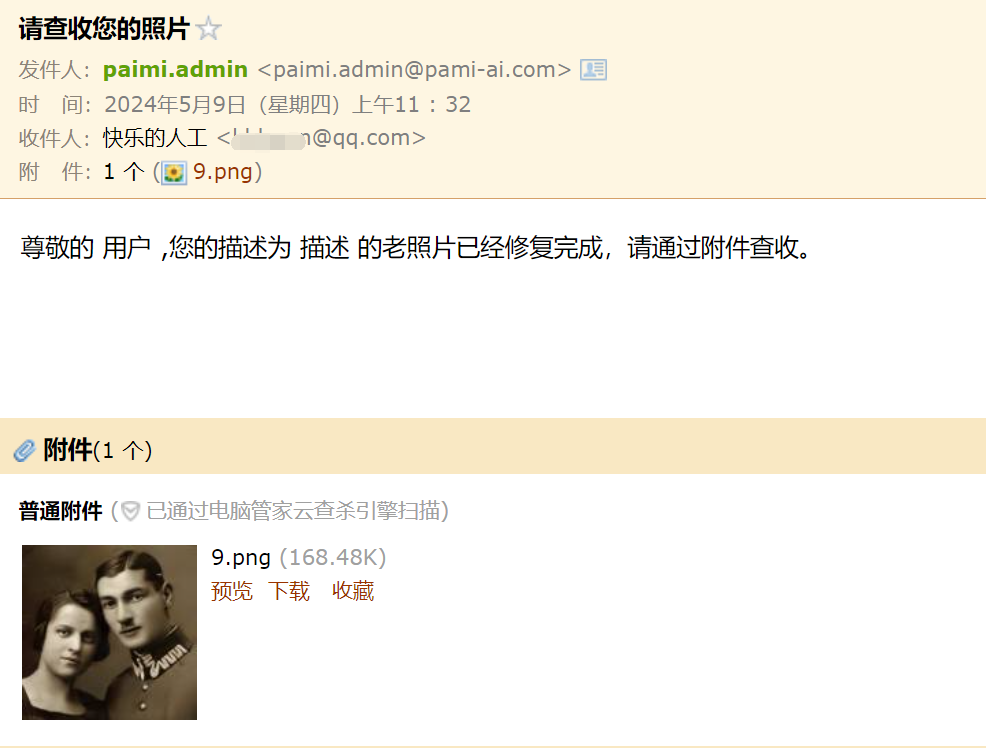 请查收您的照片
发件人：paimi.admin <paimi.admin@pami-ai.com>
时 间：2024年5月9日（星期四）上午11：32
收件人：快乐的人工 <n@qq.com>
附 件：1 个 (9.png)
尊敬的 用户 ,您的描述为 描述 的老照片已经修复完成，请通过附件查收。
附件(1 个)
普通附件 (已通过电脑管家云查杀引擎扫描)
9.png (168.48K)
预览 下载 收藏